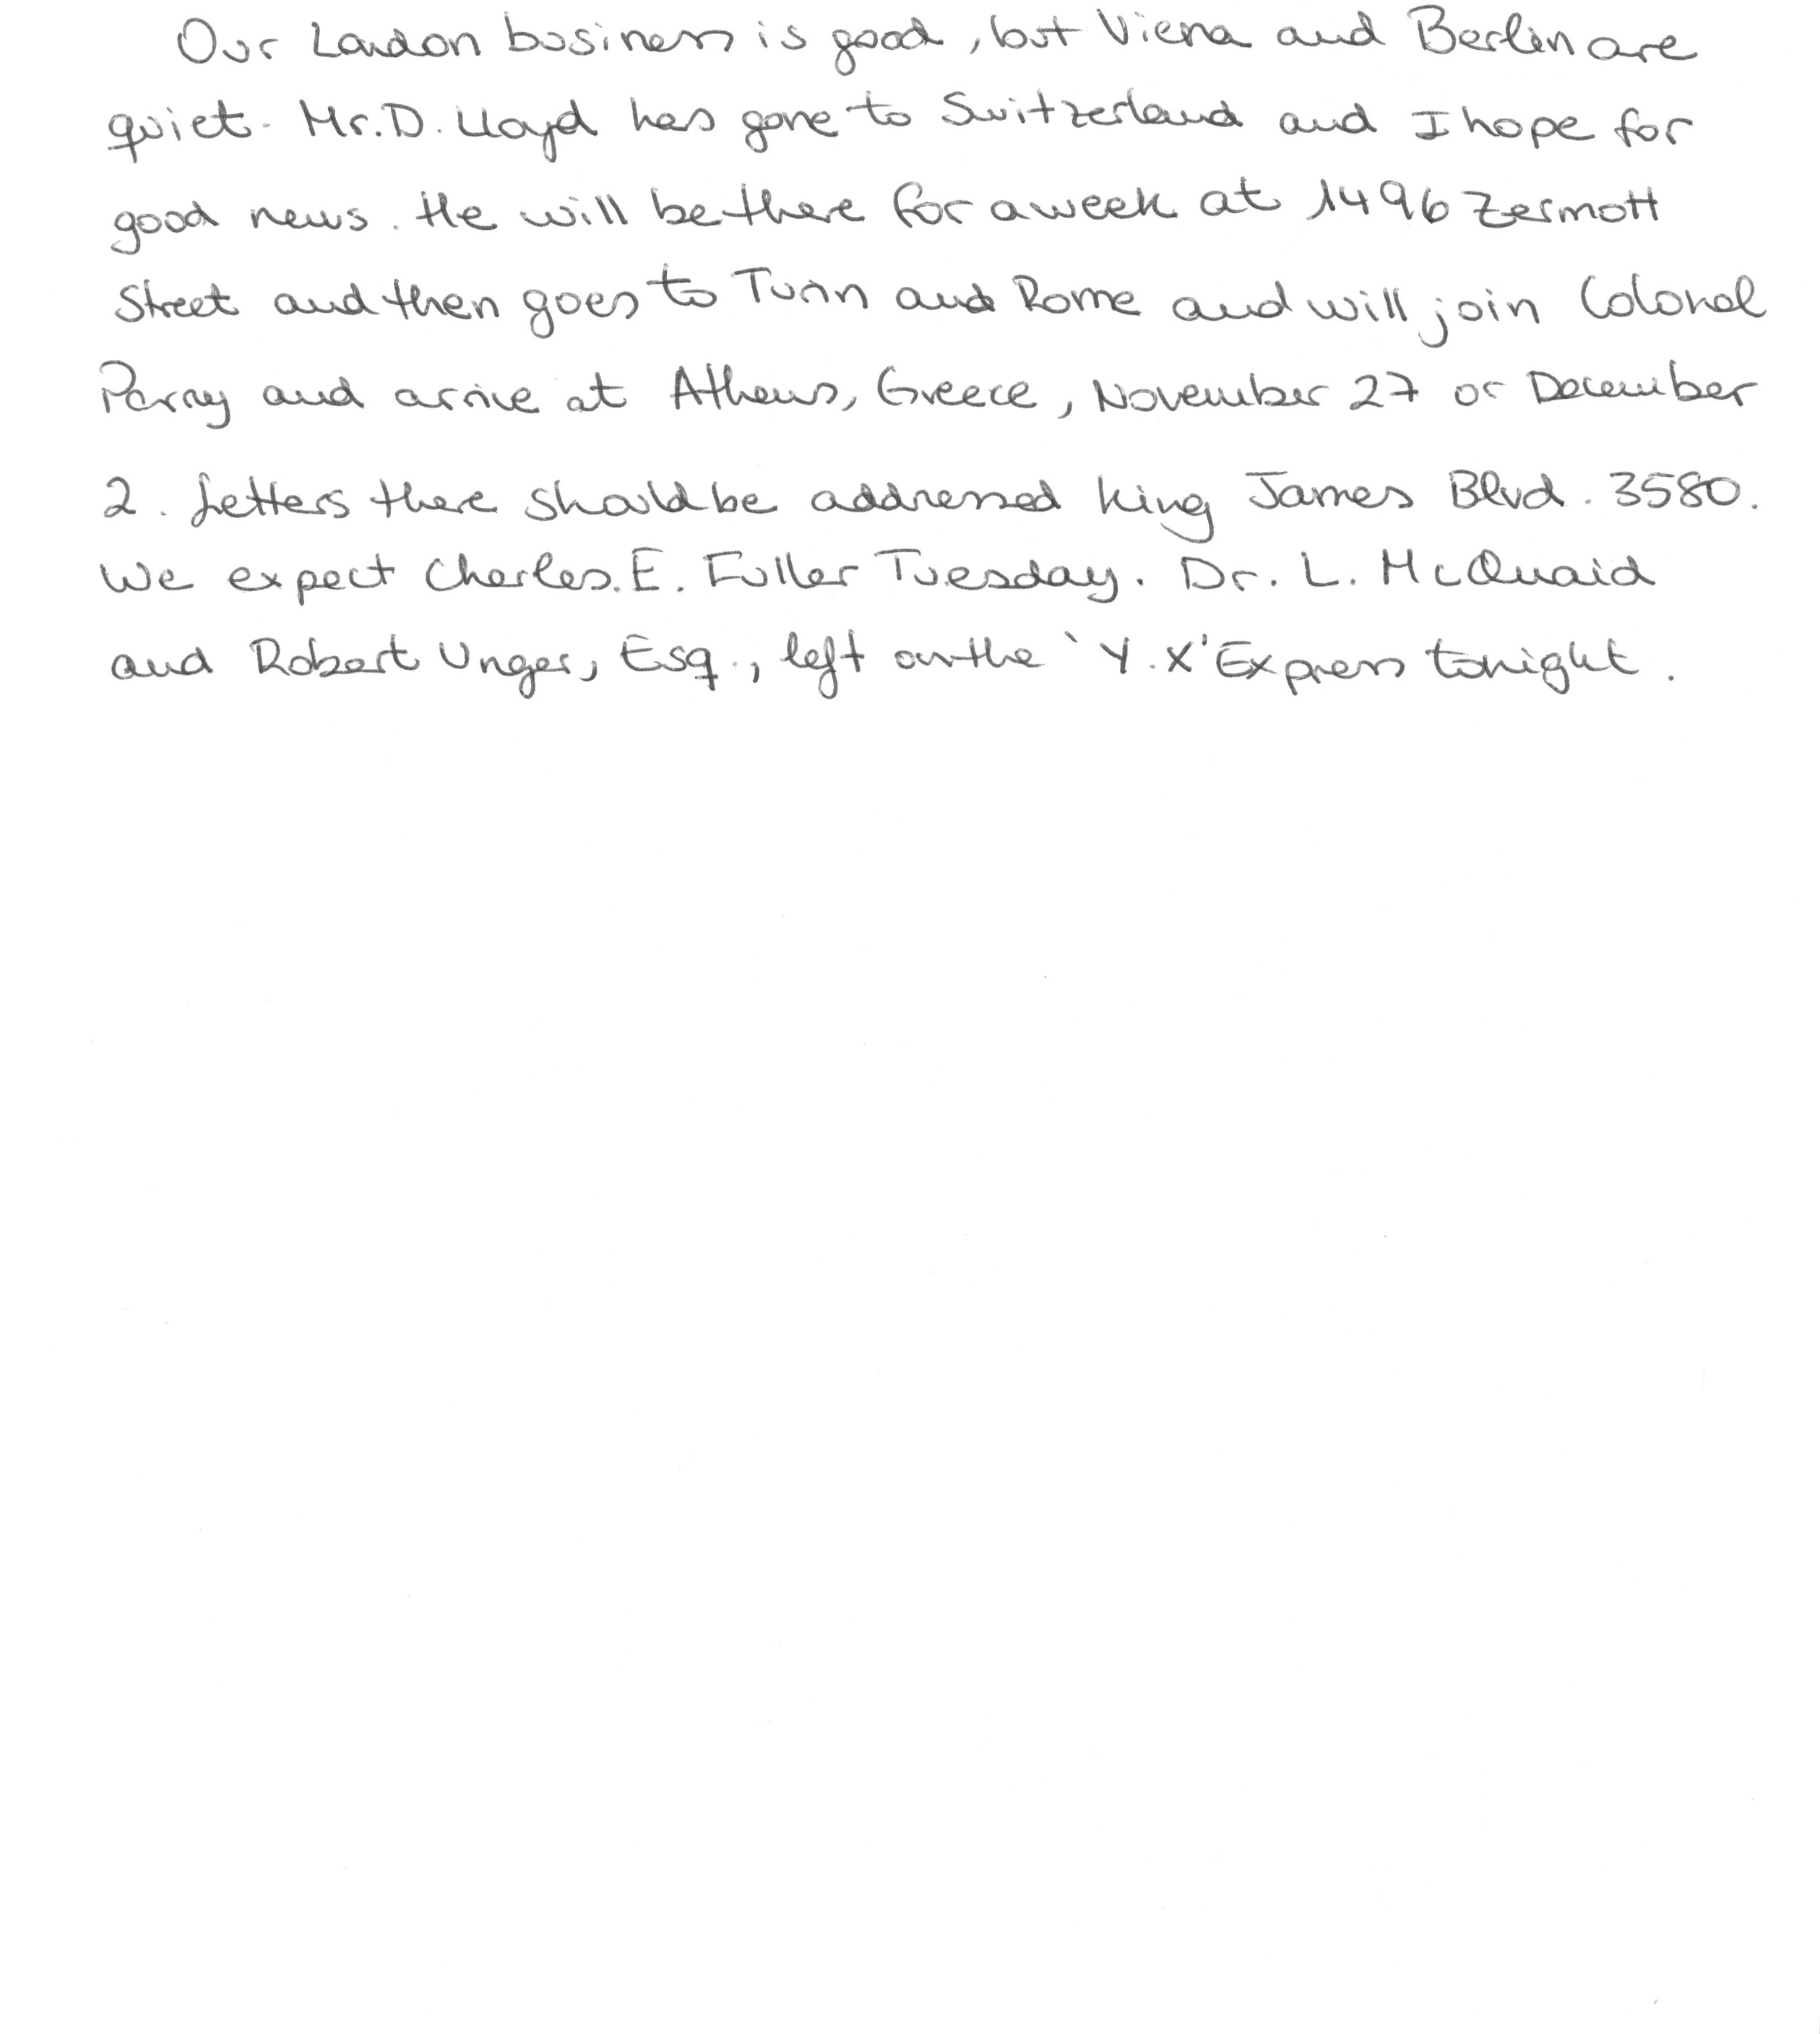 Our London business is good, but Viena and Berlin are
quiet. Mr. D. Lloyd has gone to Switzerland and I hope for
good news. He will be there for a week at 1496 Zermott
Street and then goes to Turin and Rome and will join Colonel
Parry and arrive at Athens, Greece, November 27 or December
2. Letters there should be addressed King James Blvd. 3580.
We expect Charles. E. Fuller Tuesday. Dr. L. McQuaid
and Robert Unger, Esq., left on the 'Y.X' Express tonight.